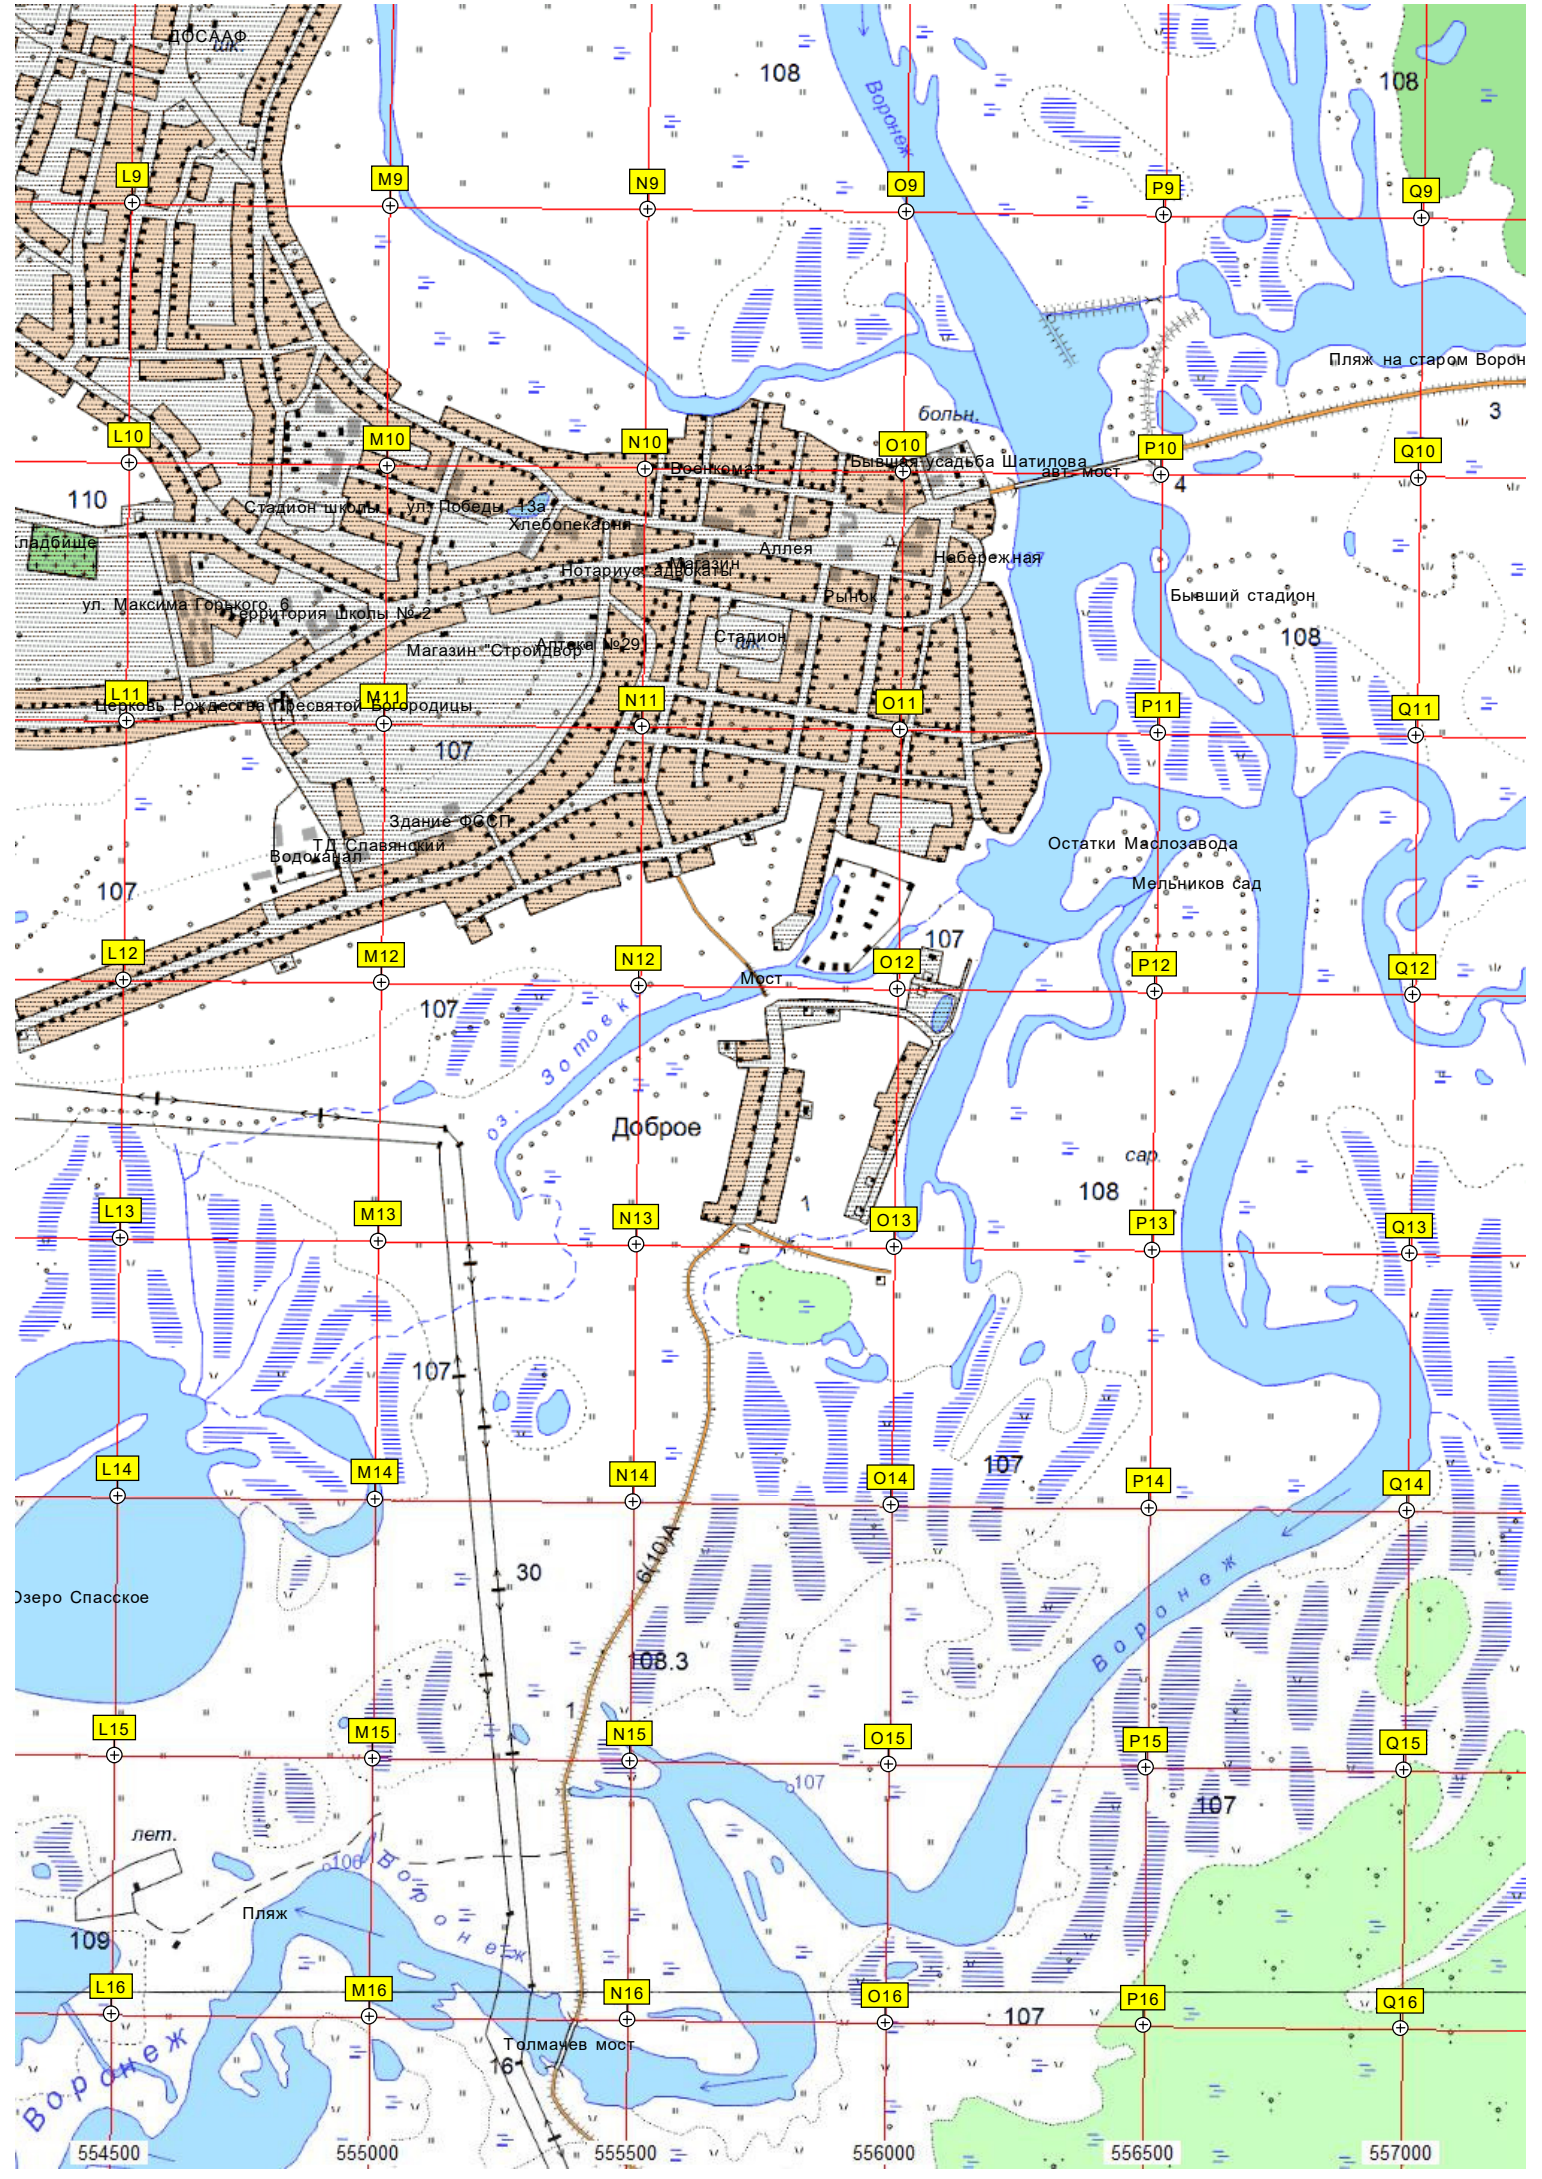 ДОСААФ
шк.
108
Воронеж
108
L9
M9
N9
O9
P9
Q9
Пляж на старом Ворон
3
больн.
L10
M10
N10
O10
P10
Q10
Военкомат
Бывшая усадьба Шатилова
авт. мост
4
110
Стадион школы
ул. Победы, 13а
Хлебопекарня
Аллея
Набережная
107
ладбище
Магазин
Нотариус, адвокаты
Рынок
Бывший стадион
ул. Максима Горького, 6
Территория школы № 2
Стадион
шк.
108
Аптека №29
Магазин "Стройдвор"
L11
M11
N11
O11
P11
Q11
Церковь Рождества Пресвятой Богородицы
107
Здание ФССП
ТД Славянский
Водоканал
Остатки Маслозавода
Мельников сад
107
107
L12
M12
N12
O12
P12
Q12
Мост
107
оз. Зотовк
Доброе
сар.
108
1
L13
M13
N13
O13
P13
Q13
107
107
L14
M14
N14
O14
P14
Q14
6(10)А
30
Озеро Спасское
Воронеж
108.3
1
L15
M15
N15
O15
P15
Q15
107
107
лет.
106
Воронеж
Пляж
109
L16
M16
N16
O16
P16
Q16
107
Толмачев мост
16
Воронеж
554500
555000
555500
556000
556500
557000